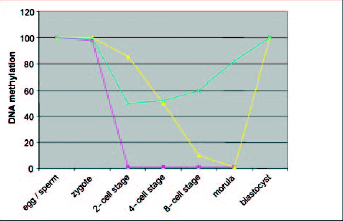 DNA methylation
120
100
80
60
40
20
0
egg / sperm
zygote
2-cell stage
4-cell stage
8-cell stage
morula
blastocyst